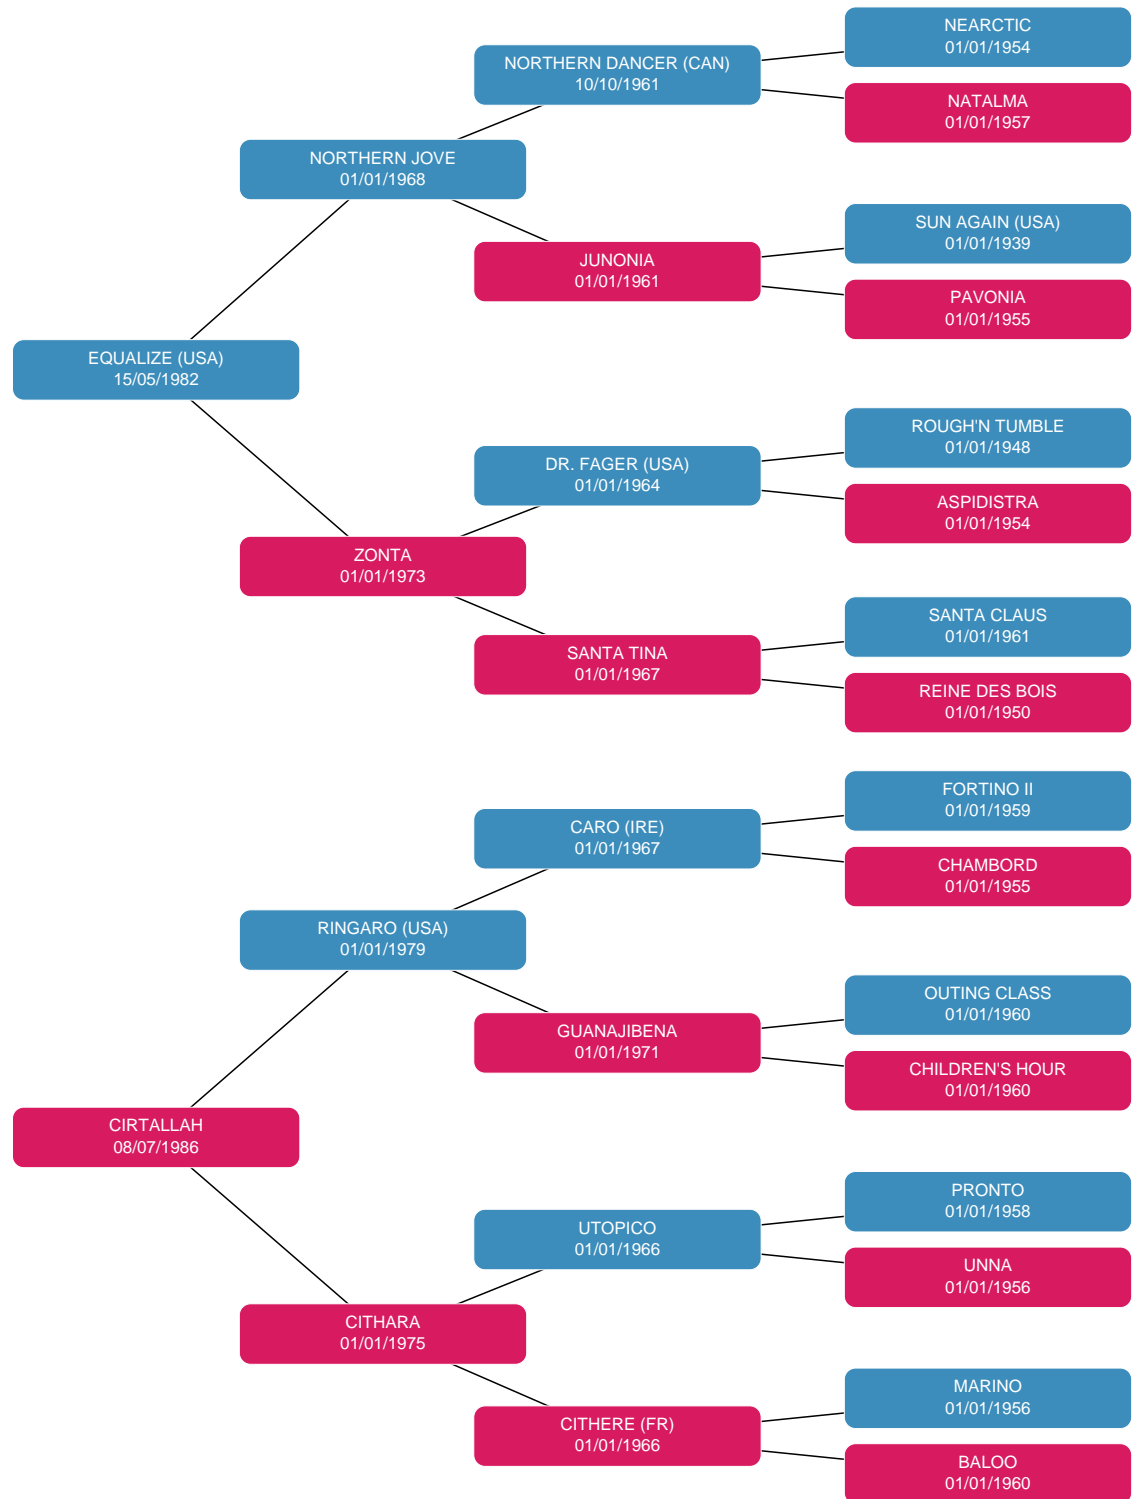 NEARCTIC
01/01/1954
NORTHERN DANCER (CAN)
10/10/1961
NATALMA
01/01/1957
NORTHERN JOVE
01/01/1968
SUN AGAIN (USA)
01/01/1939
JUNONIA
01/01/1961
PAVONIA
01/01/1955
EQUALIZE (USA)
15/05/1982
ROUGH'N TUMBLE
01/01/1948
DR. FAGER (USA)
01/01/1964
ASPIDISTRA
01/01/1954
ZONTA
01/01/1973
SANTA CLAUS
01/01/1961
SANTA TINA
01/01/1967
REINE DES BOIS
01/01/1950
FORTINO II
01/01/1959
CARO (IRE)
01/01/1967
CHAMBORD
01/01/1955
RINGARO (USA)
01/01/1979
OUTING CLASS
01/01/1960
GUANAJIBENA
01/01/1971
CHILDREN'S HOUR
01/01/1960
CIRTALLAH
08/07/1986
PRONTO
01/01/1958
UTOPICO
01/01/1966
UNNA
01/01/1956
CITHARA
01/01/1975
MARINO
01/01/1956
CITHERE (FR)
01/01/1966
BALOO
01/01/1960